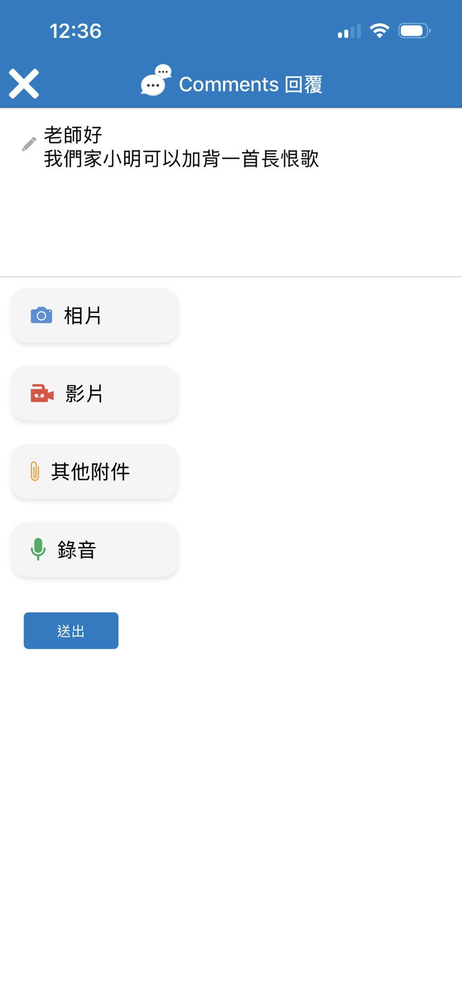 12:36
Comments 回覆
老師好
我們家小明可以加背一首長恨歌
相片
影片
其他附件
錄音
送出